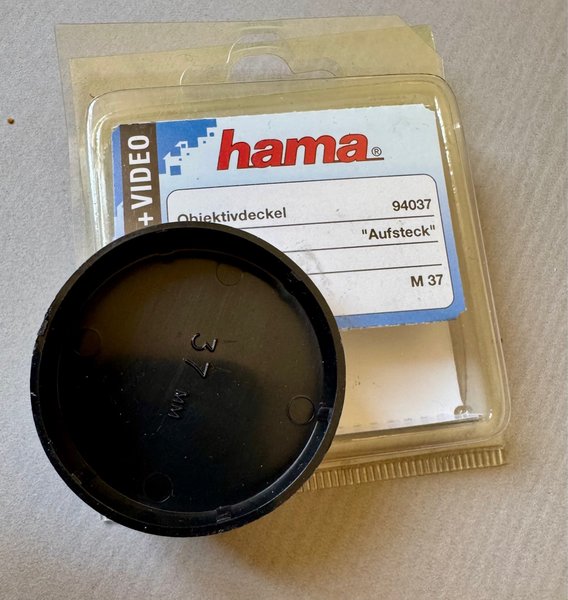 + VIDEO
hama®
Objektivdeckel 94037
"Aufsteck"
M 37
37 MM